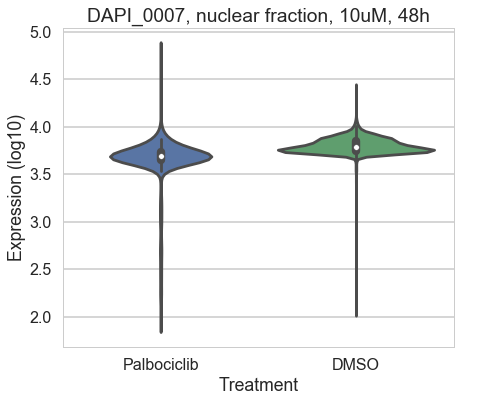 DAPI_0007, nuclear fraction, 10uM, 48h
5.0
4.5
4.0
3.5
3.0
2.5
2.0
Expression (log10)
Palbociclib DMSO
Treatment